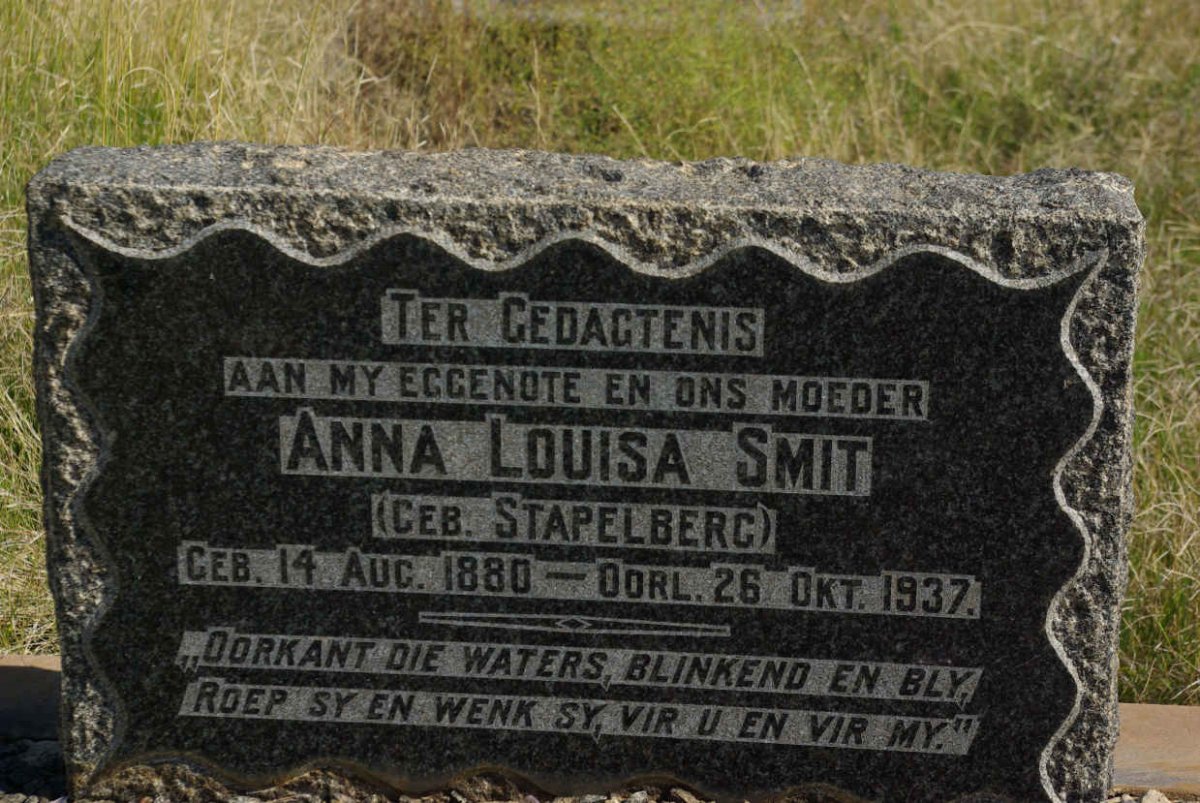 TER GEDAGTENIS
AAN MY EGGENOTE EN ONS MOEDER
ANNA LOUISA SMIT
(GEB. STAPELBERG)
GEB. 14 AUG. 1880 — OORL. 26 OKT. 1937.
„OORKANT DIE WATERS, BLINKEND EN BLY,
ROEP SY EN WENK SY, VIR U EN VIR MY."